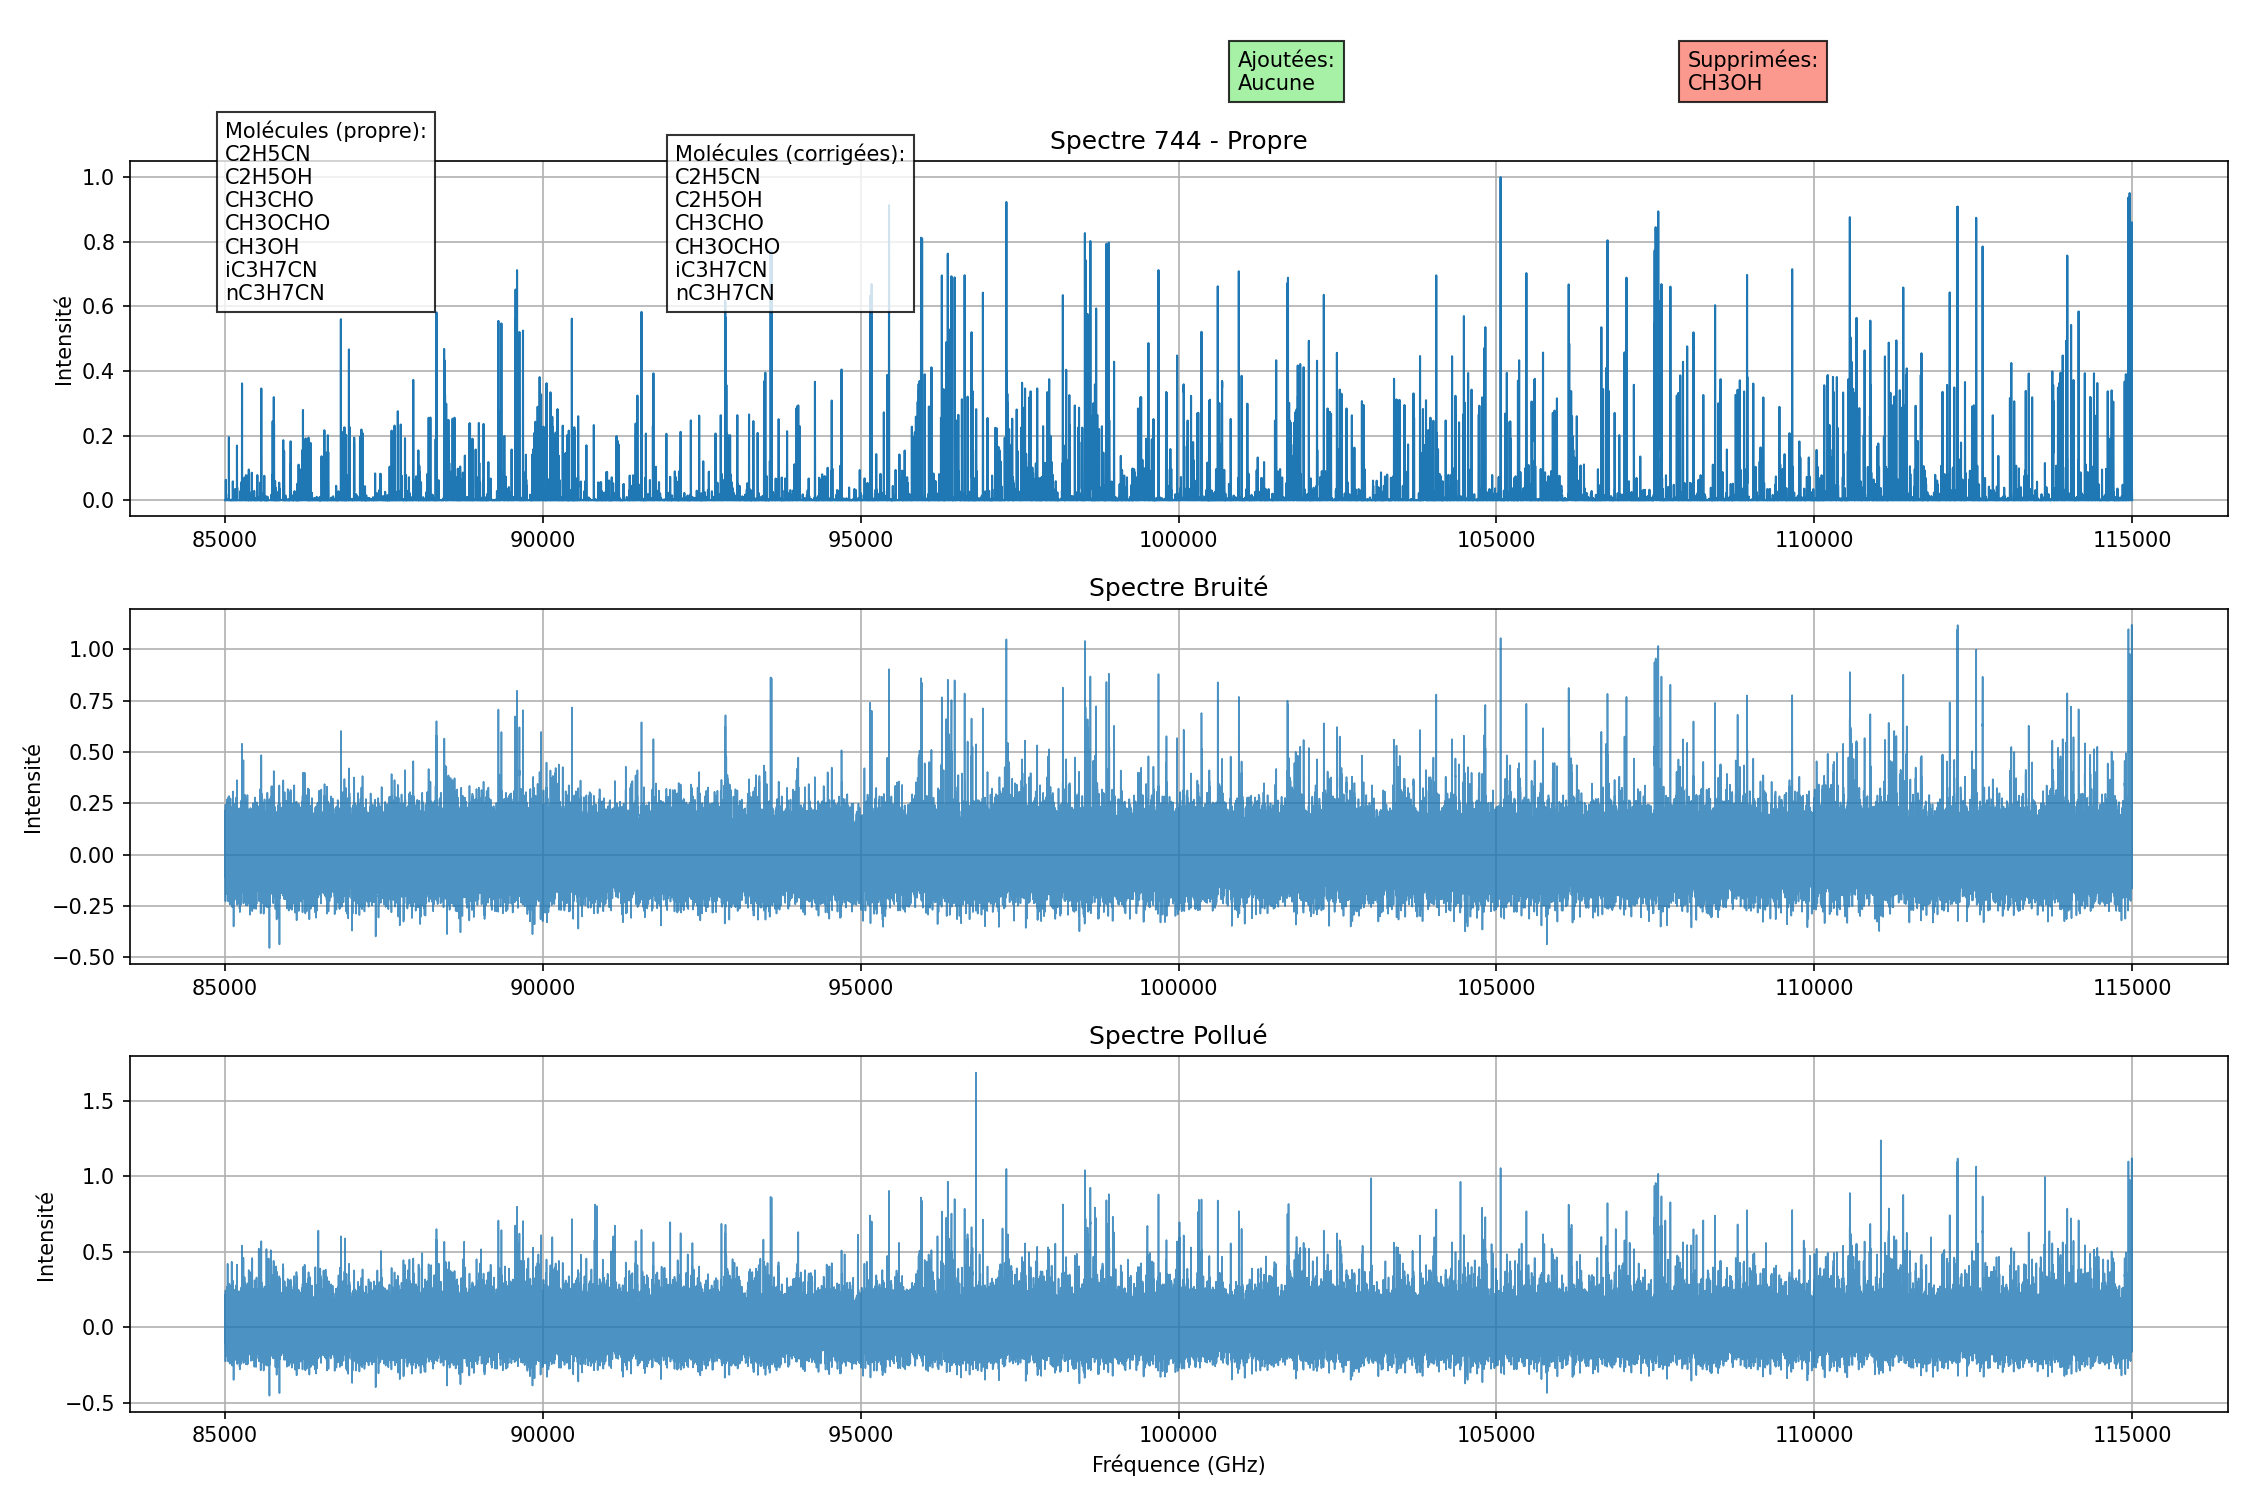 Ajoutées:
Aucune
Supprimées:
CH3OH
Molécules (propre):
C2H5CN
C2H5OH
CH3CHO
CH3OCHO
CH3OH
iC3H7CN
nC3H7CN
Molécules (corrigées):
C2H5CN
C2H5OH
CH3CHO
CH3OCHO
iC3H7CN
nC3H7CN
Spectre 744 - Propre
Intensité
1.0
0.8
0.6
0.4
0.2
0.0
85000 90000 95000 100000 105000 110000 115000
Spectre Bruité
Intensité
1.00
0.75
0.50
0.25
0.00
−0.25
−0.50
85000 90000 95000 100000 105000 110000 115000
Spectre Pollué
Intensité
1.5
1.0
0.5
0.0
−0.5
85000 90000 95000 100000 105000 110000 115000
Fréquence (GHz)